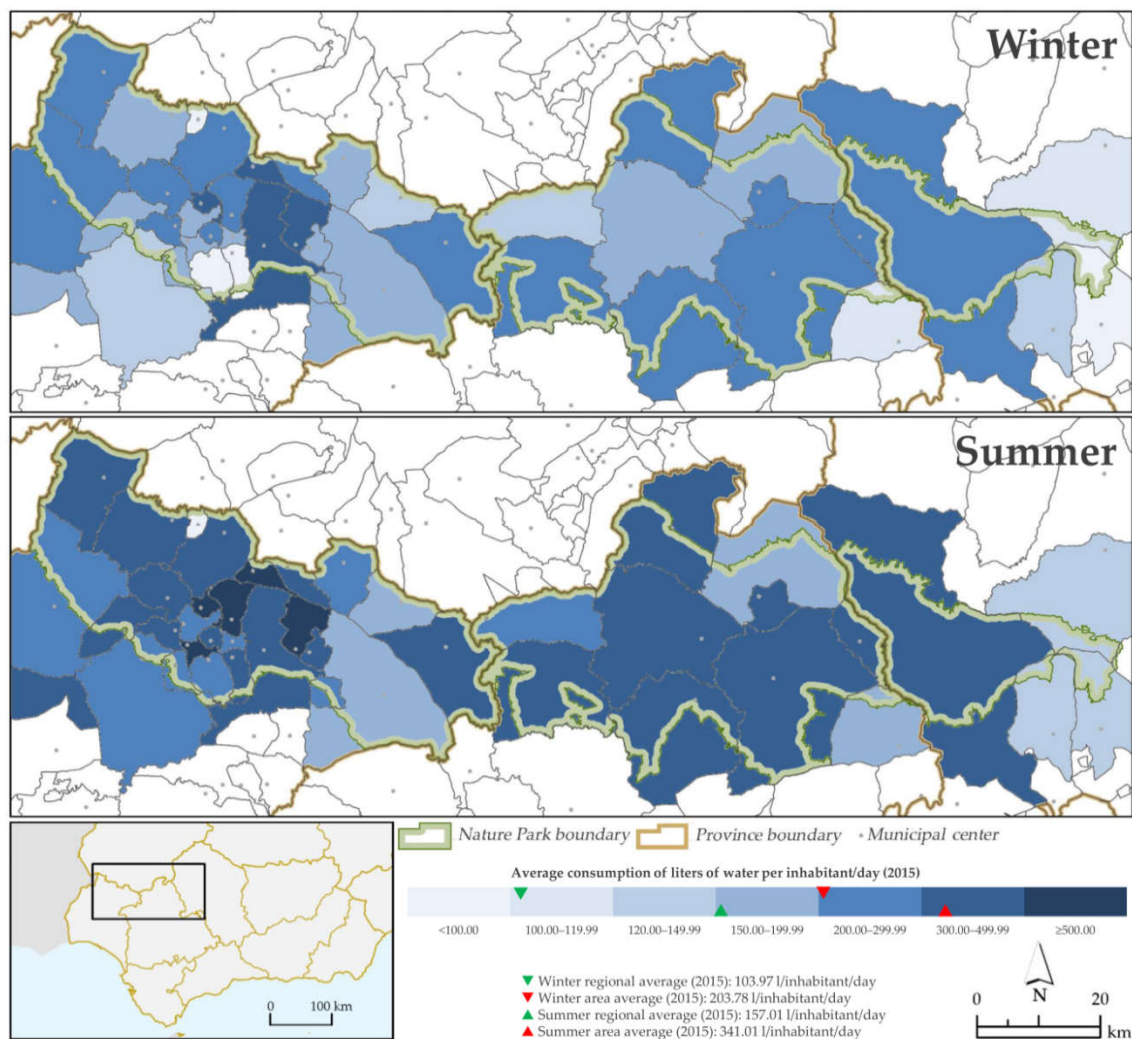 Winter
Summer
Nature Park boundary Province boundary Municipal center
Average consumption of liters of water per inhabitant/day (2015)
<100.00 100.00–119.99 120.00–149.99 150.00–199.99 200.00–299.99 300.00–499.99 ≥500.00
Winter regional average (2015): 103.97 l/inhabitant/day
Winter area average (2015): 203.78 l/inhabitant/day
Summer regional average (2015): 157.01 l/inhabitant/day
Summer area average (2015): 341.01 l/inhabitant/day
0 100 km
N
0 20
km